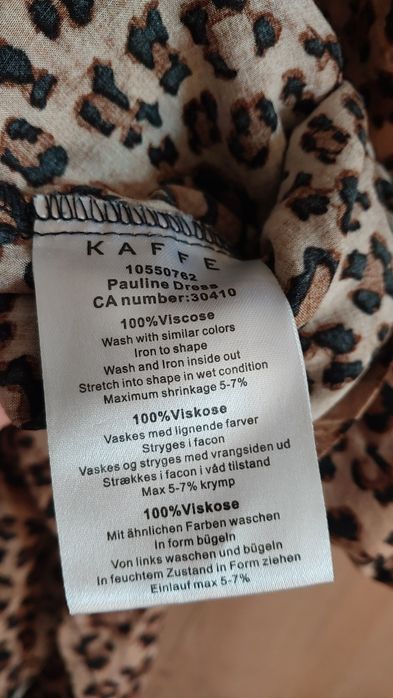 KAFFE
10550762
Pauline Dress
CA number:30410
100%Viscose
Wash with similar colors
Iron to shape
Wash and Iron inside out
Stretch into shape in wet condition
Maximum shrinkage 5-7%
100%Viskose
Vaskes med lignende farver
Stryges i facon
Vaskes og stryges med vrangsiden ud
Strækkes i facon i våd tilstand
Max 5-7% krymp
100%Viskose
Mit ähnlichen Farben waschen
In form bügeln
Von links waschen und bügeln
In feuchtem Zustand in Form ziehen
Einlauf max 5-7%